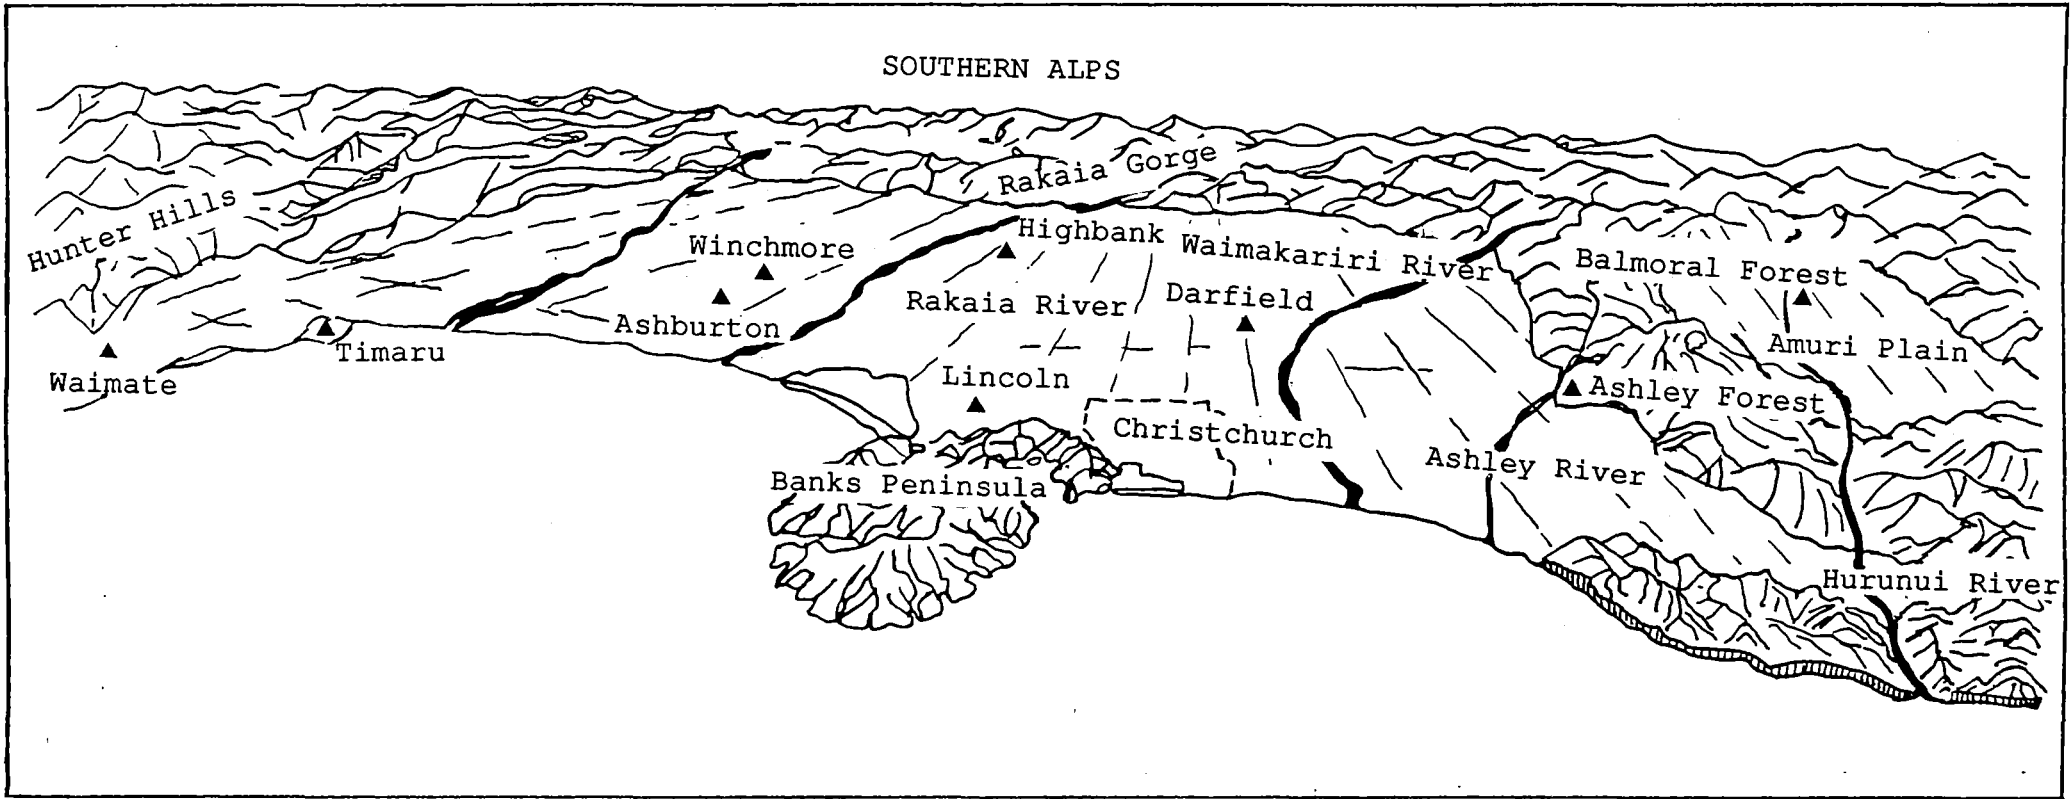 SOUTHERN ALPS
Rakaia Gorge
Hunter Hills
Highbank
Winchmore
Waimakariri River
Balmoral Forest
Rakaia River
Darfield
Ashburton
Timaru
Amuri Plain
Waimate
Lincoln
Ashley Forest
Christchurch
Ashley River
Banks Peninsula
Hurunui River